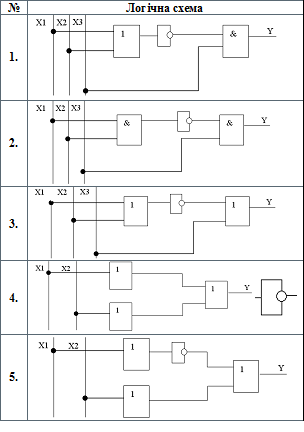 № Логічна схема
1. X1 X2 X3 1 & Y
2. X1 X2 X3 & & Y
3. X1 X2 X3 1 1 Y
4. X1 X2 1 1 1 Y
5. X1 X2 1 1 1 Y